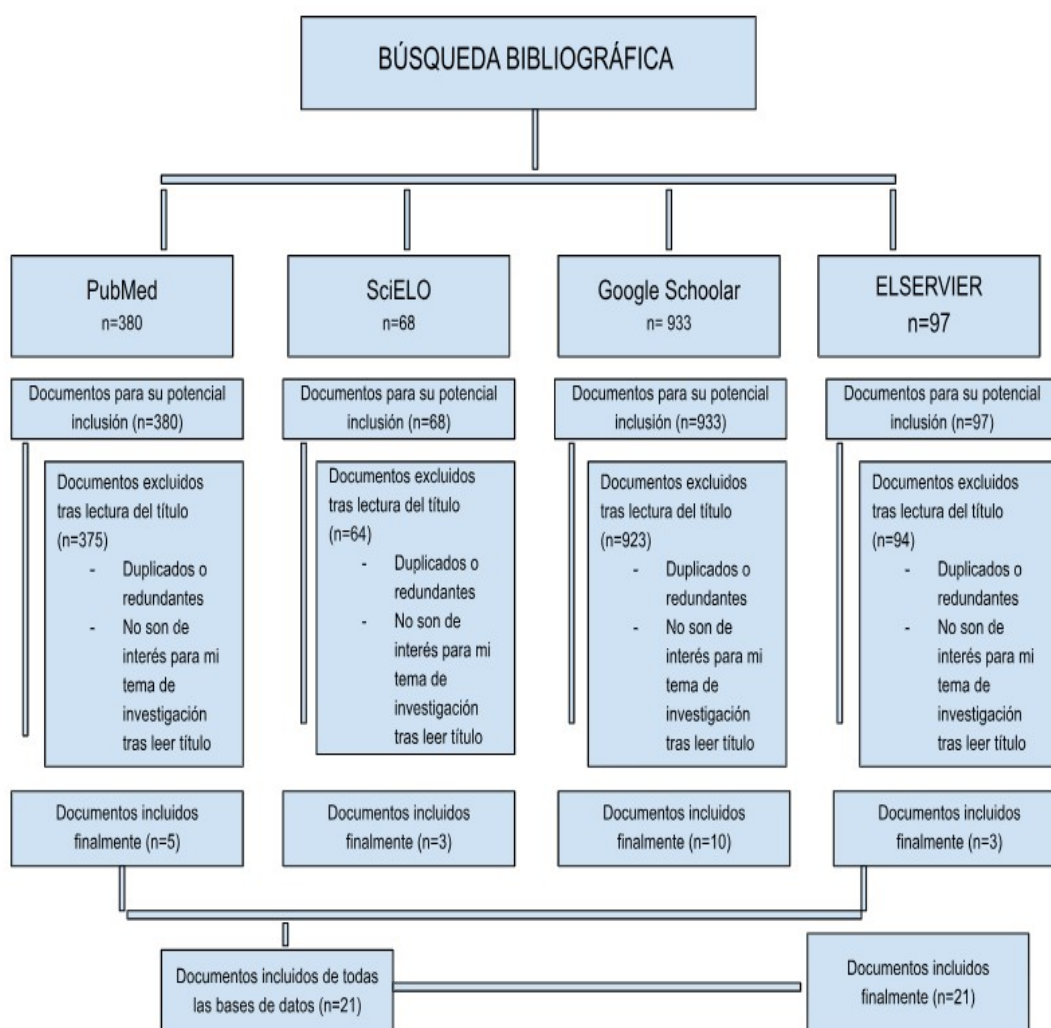 BÚSQUEDA BIBLIOGRÁFICA
PubMed
n=380
SciELO
n=68
Google Schoolar
n= 933
ELSERVIER
n=97
Documentos para su potencial
inclusión (n=380)
Documentos para su potencial
inclusión (n=68)
Documentos para su potencial
inclusión (n=933)
Documentos para su potencial
inclusión (n=97)
Documentos excluidos
tras lectura del título
(n=375)
- Duplicados o
redundantes
- No son de
interés para mi
tema de
investigación
tras leer título
Documentos excluidos
tras lectura del título
(n=64)
- Duplicados o
redundantes
- No son de
interés para mi
tema de
investigación
tras leer título
Documentos excluidos
tras lectura del título
(n=923)
- Duplicados o
redundantes
- No son de
interés para mi
tema de
investigación
tras leer título
Documentos excluidos
tras lectura del título
(n=94)
- Duplicados o
redundantes
- No son de
interés para mi
tema de
investigación
tras leer título
Documentos incluidos
finalmente (n=5)
Documentos incluidos
finalmente (n=3)
Documentos incluidos
finalmente (n=10)
Documentos incluidos
finalmente (n=3)
Documentos incluidos de todas
las bases de datos (n=21)
Documentos incluidos
finalmente (n=21)